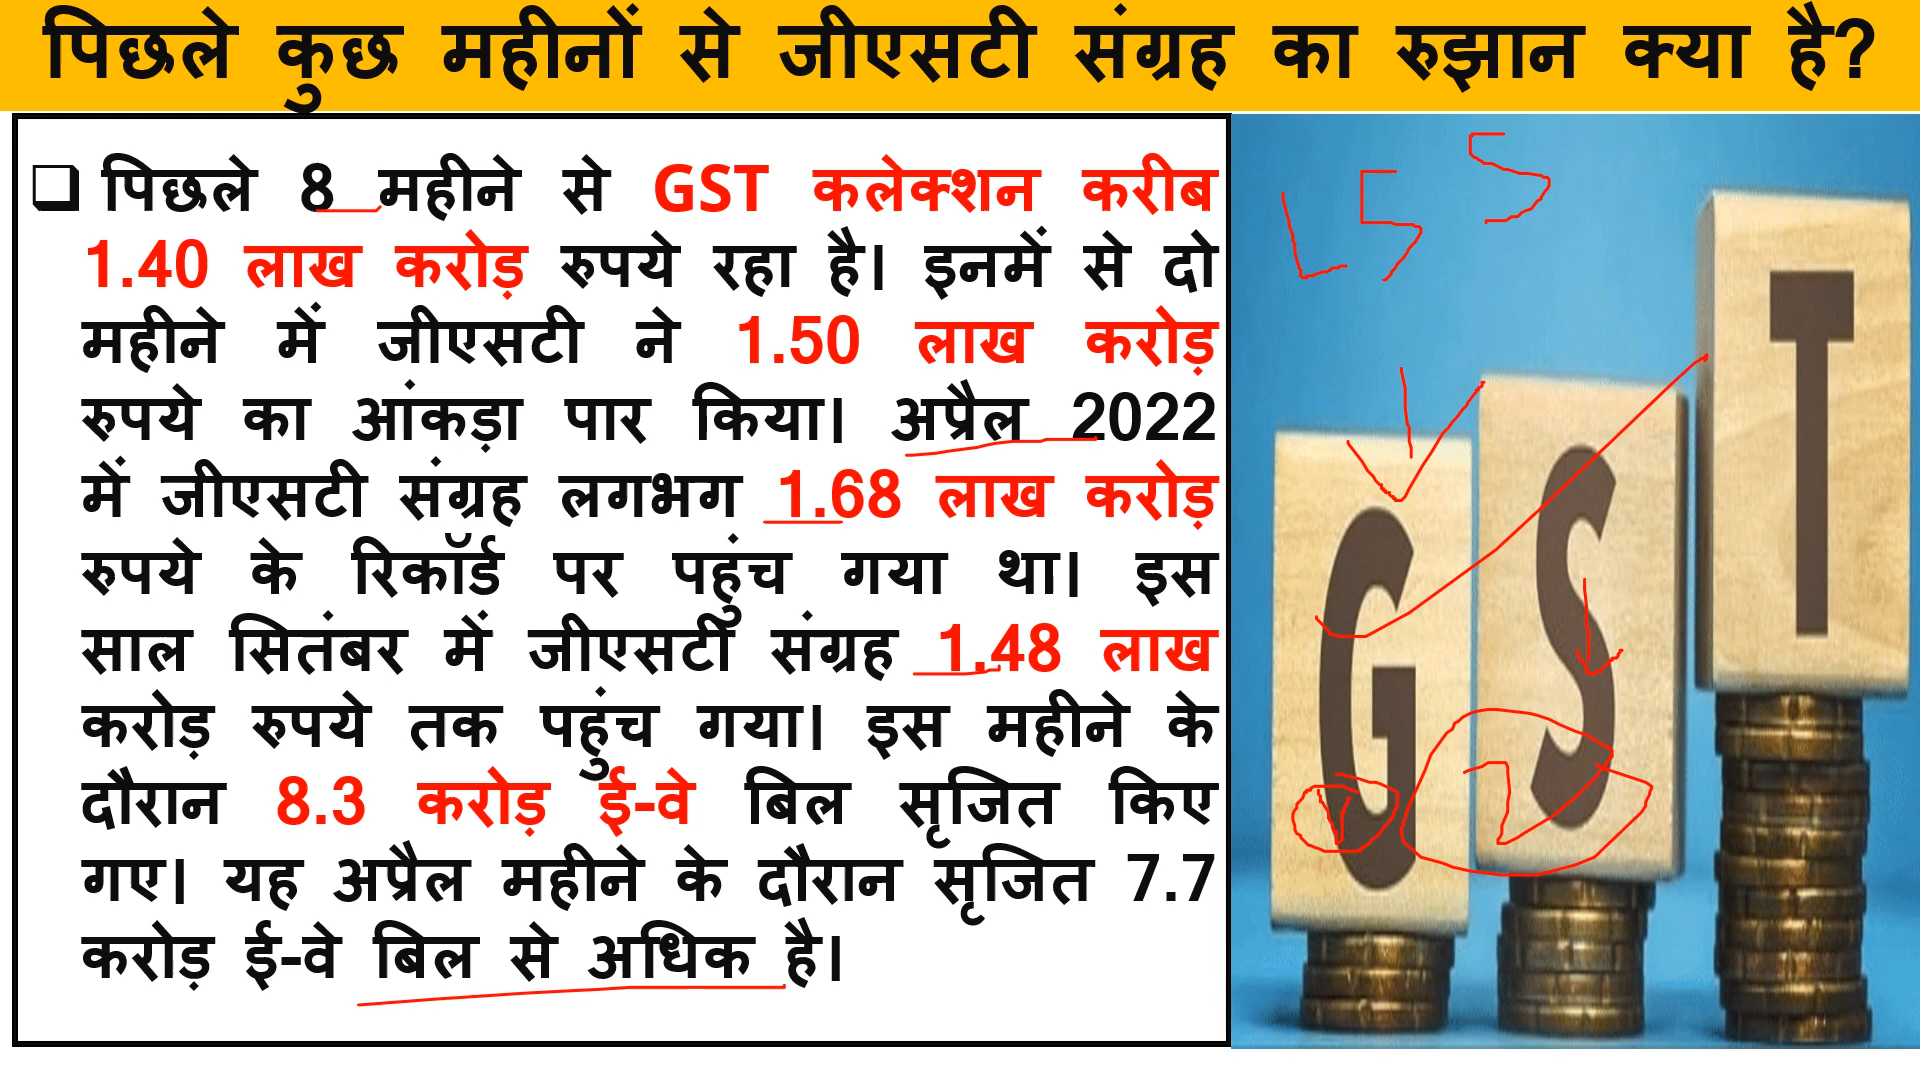 पिछले कुछ महीनों से जीएसटी संग्रह का रुझान क्या है?
पिछले 8 महीने से GST कलेक्शन करीब
1.40 लाख करोड़ रुपये रहा है। इनमें से दो
महीने में जीएसटी ने 1.50 लाख करोड़
रुपये का आंकड़ा पार किया। अप्रैल 2022
में जीएसटी संग्रह लगभग 1.68 लाख करोड़
रुपये के रिकॉर्ड पर पहुंच गया था। इस
साल सितंबर में जीएसटी संग्रह 1.48 लाख
करोड़ रुपये तक पहुंच गया। इस महीने के
दौरान 8.3 करोड़ ई-वे बिल सृजित किए
गए। यह अप्रैल महीने के दौरान सृजित 7.7
करोड़ ई-वे बिल से अधिक है।
GST